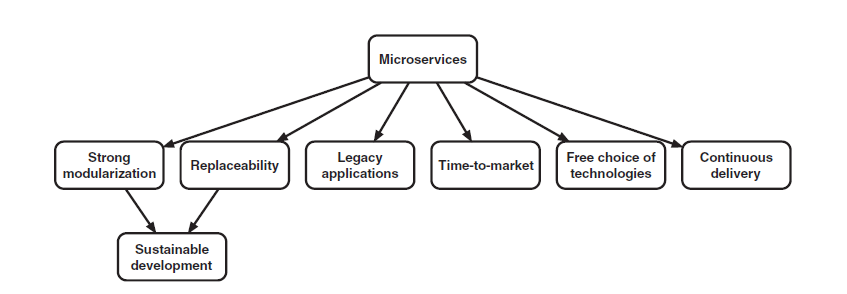 Microservices
Strong
modularization
Replaceability
Legacy
applications
Time-to-market
Free choice of
technologies
Continuous
delivery
Sustainable
development